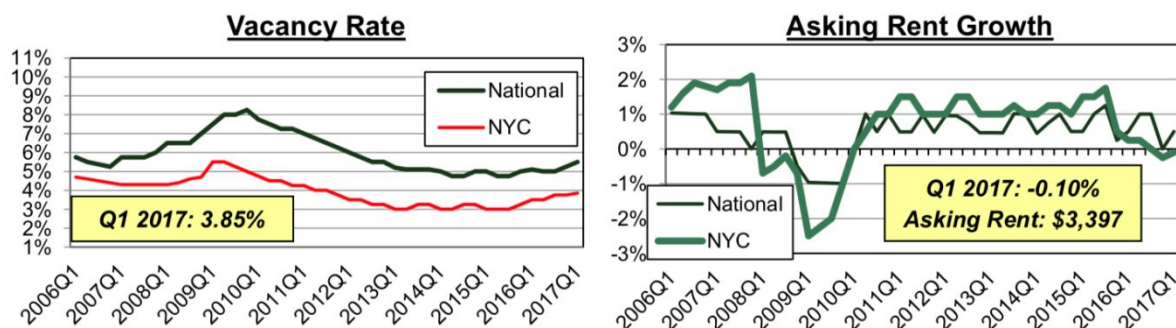 Vacancy Rate
11%
10%
9%
8%
7%
6%
5%
4%
3%
2%
1%
National
NYC
Q1 2017: 3.85%
2006Q1
2007Q1
2008Q1
2009Q1
2010Q1
2011Q1
2012Q1
2013Q1
2014Q1
2015Q1
2016Q1
2017Q1
Asking Rent Growth
3%
2%
1%
0%
-1%
-2%
-3%
National
NYC
Q1 2017: -0.10%
Asking Rent: $3,397
2006Q1
2007Q1
2008Q1
2009Q1
2010Q1
2011Q1
2012Q1
2013Q1
2014Q1
2015Q1
2016Q1
2017Q1